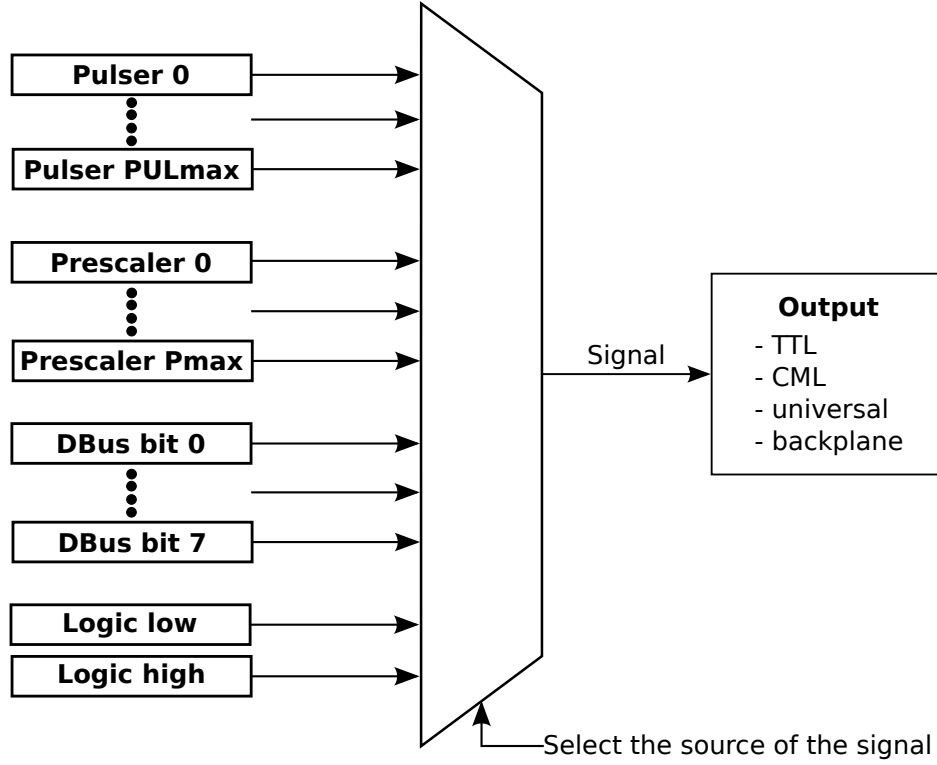 Pulser 0
Pulser PULmax
Prescaler 0
Prescaler Pmax
DBus bit 0
DBus bit 7
Logic low
Logic high
Signal
Output
- TTL
- CML
- universal
- backplane
Select the source of the signal